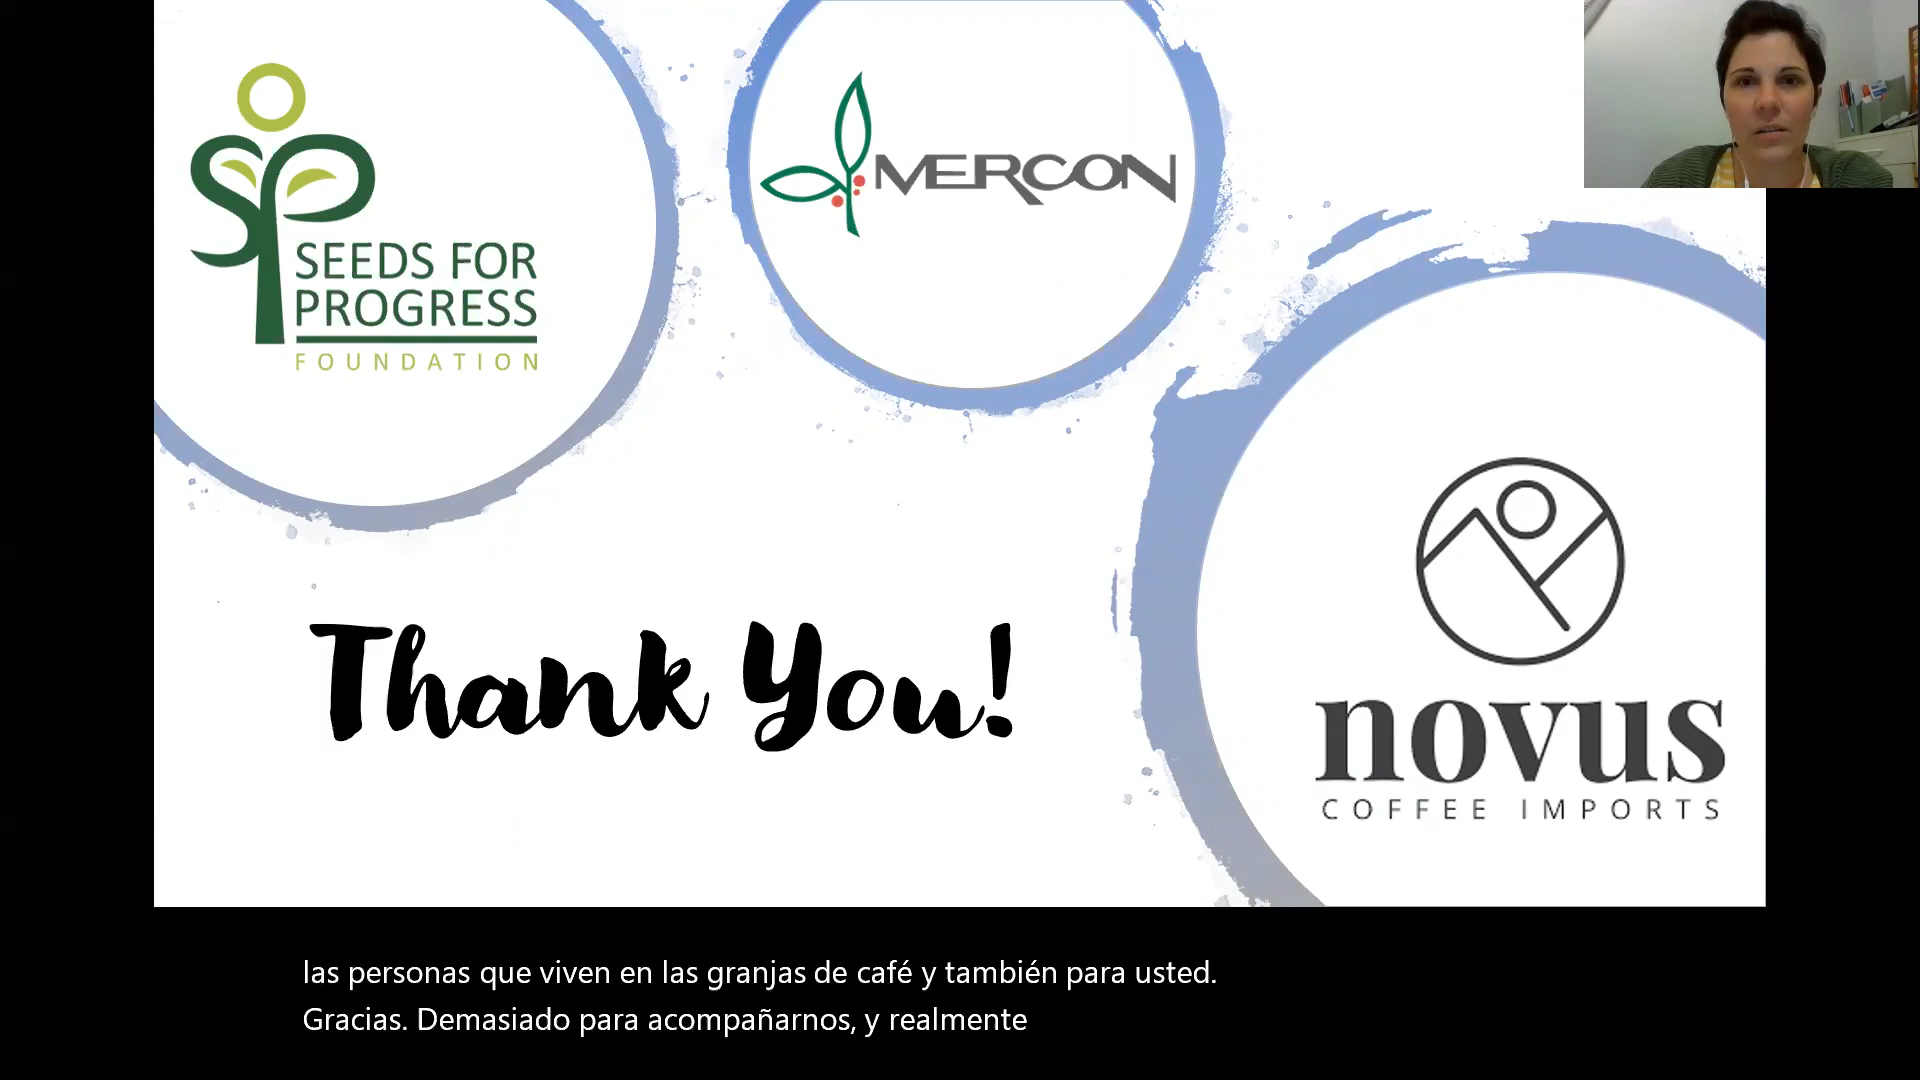 SEEDS FOR
PROGRESS
FOUNDATION
MERCON
Thank You!
novus
COFFEE IMPORTS
las personas que viven en las granjas de café y también para usted.
Gracias. Demasiado para acompañarnos, y realmente